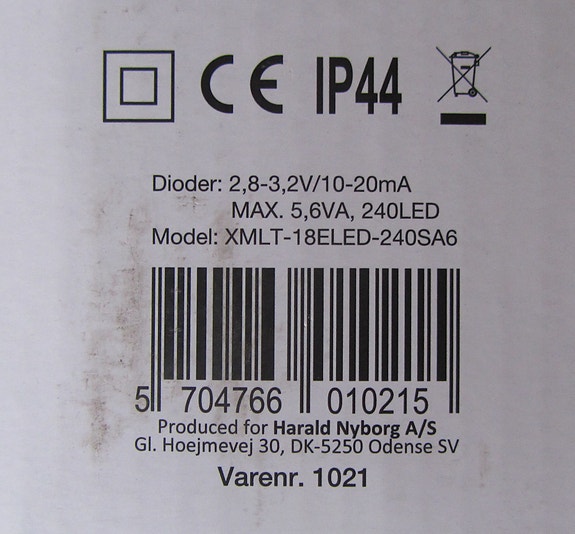 CE IP44
Dioder: 2,8-3,2V/10-20mA
MAX. 5,6VA, 240LED
Model: XMLT-18ELED-240SA6
5 704766 010215
Produced for Harald Nyborg A/S
Gl. Hoejmevej 30, DK-5250 Odense SV
Varenr. 1021